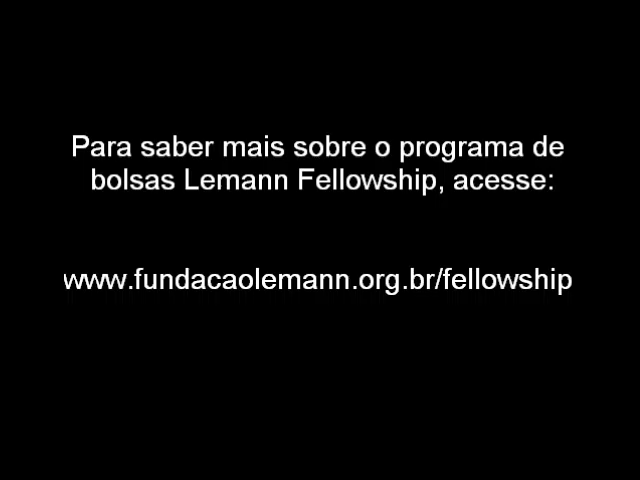 Para saber mais sobre o programa de
bolsas Lemann Fellowship, acesse:
www.fundacaolemann.org.br/fellowship